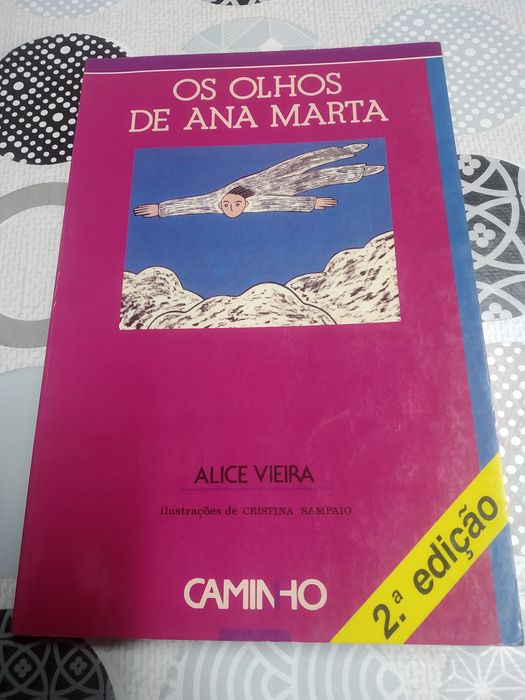 OS OLHOS
DE ANA MARTA
ALICE VIEIRA
ilustrações de CRISTINA SAMPAIO
CAMINHO
2.ª edição